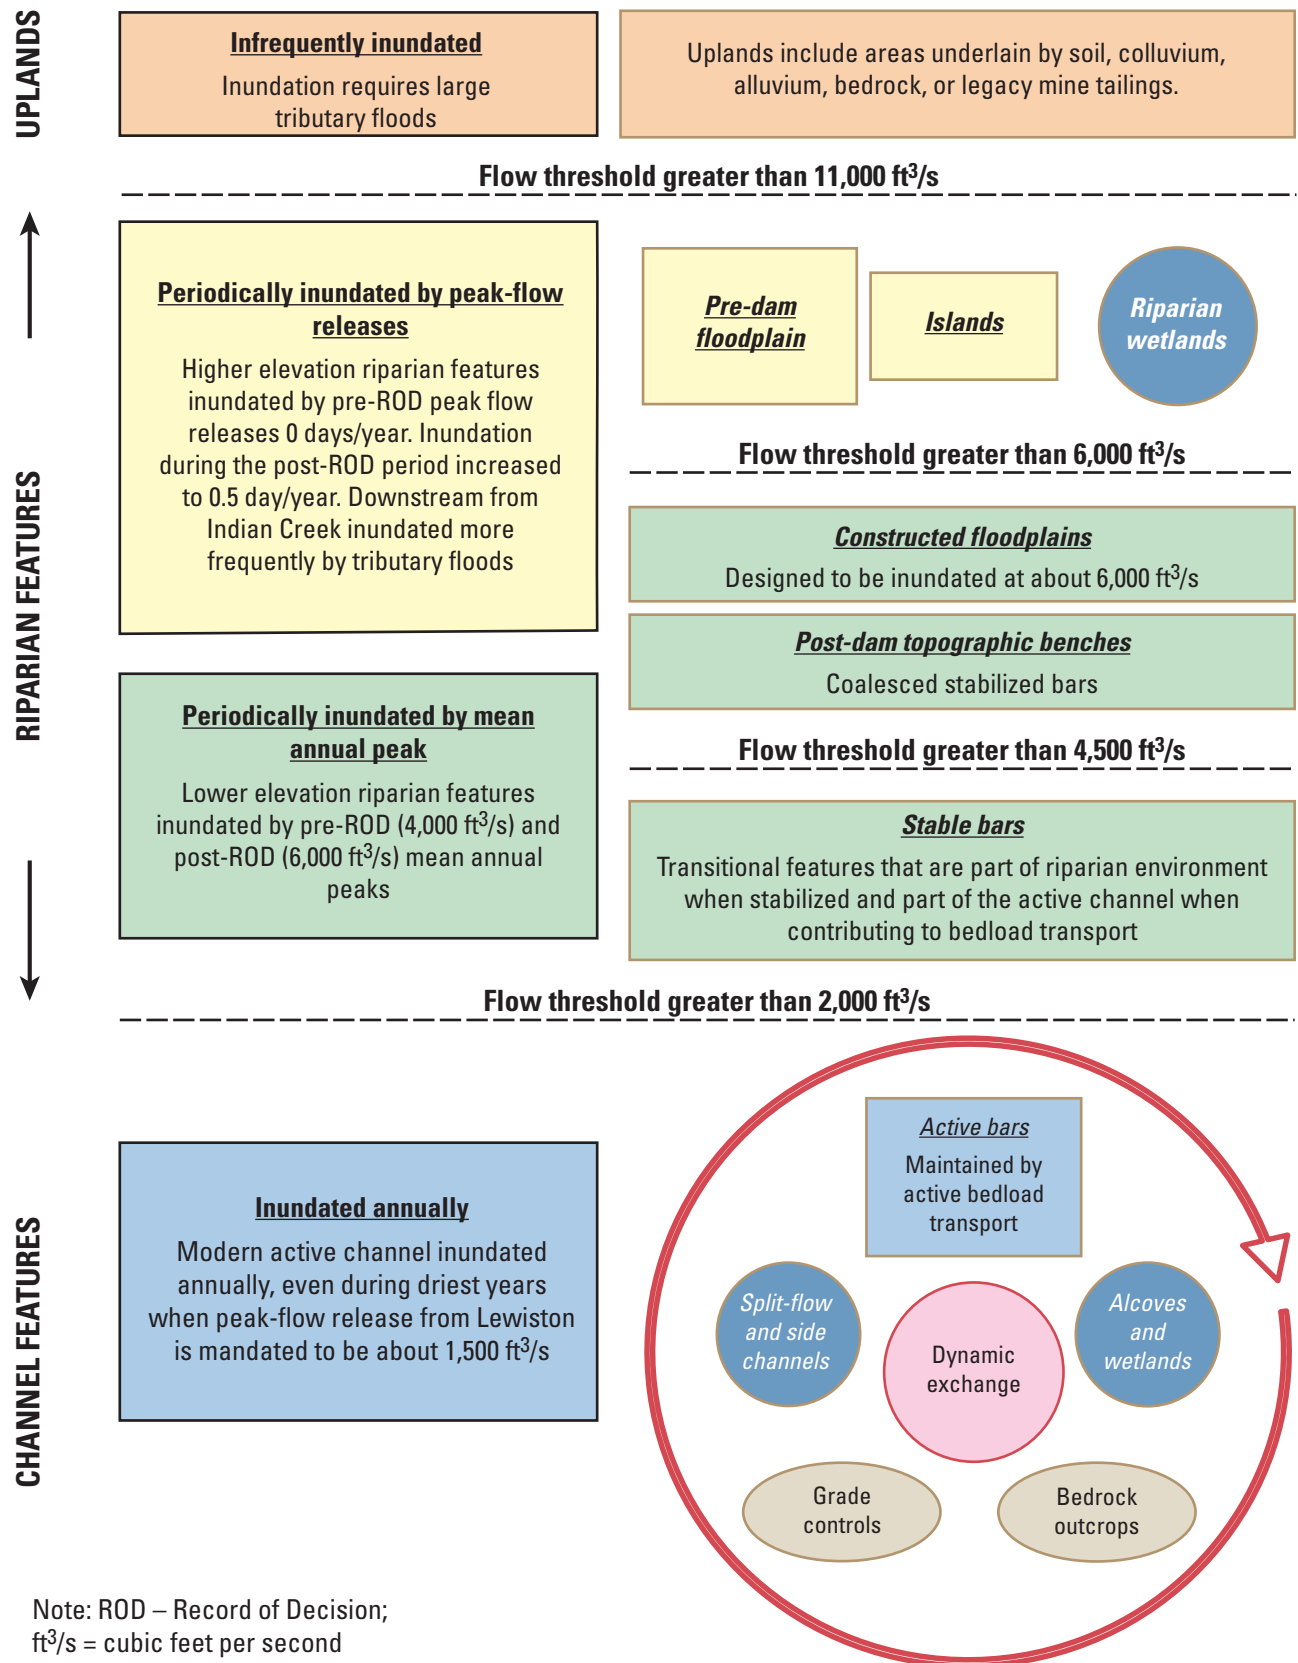 UPLANDS
Infrequently inundated
Inundation requires large
tributary floods
Uplands include areas underlain by soil, colluvium,
alluvium, bedrock, or legacy mine tailings.
Flow threshold greater than 11,000 ft³/s
RIPARIAN FEATURES
Periodically inundated by peak-flow
releases
Higher elevation riparian features
inundated by pre-ROD peak flow
releases 0 days/year. Inundation
during the post-ROD period increased
to 0.5 day/year. Downstream from
Indian Creek inundated more
frequently by tributary floods
Pre-dam
floodplain
Islands
Riparian
wetlands
Flow threshold greater than 6,000 ft³/s
Constructed floodplains
Designed to be inundated at about 6,000 ft³/s
Post-dam topographic benches
Coalesced stabilized bars
Periodically inundated by mean
annual peak
Lower elevation riparian features
inundated by pre-ROD (4,000 ft³/s) and
post-ROD (6,000 ft³/s) mean annual
peaks
Flow threshold greater than 4,500 ft³/s
Stable bars
Transitional features that are part of riparian environment
when stabilized and part of the active channel when
contributing to bedload transport
Flow threshold greater than 2,000 ft³/s
CHANNEL FEATURES
Inundated annually
Modern active channel inundated
annually, even during driest years
when peak-flow release from Lewiston
is mandated to be about 1,500 ft³/s
Active bars
Maintained by
active bedload
transport
Split-flow
and side
channels
Dynamic
exchange
Alcoves
and
wetlands
Grade
controls
Bedrock
outcrops
Note: ROD – Record of Decision;
ft³/s = cubic feet per second